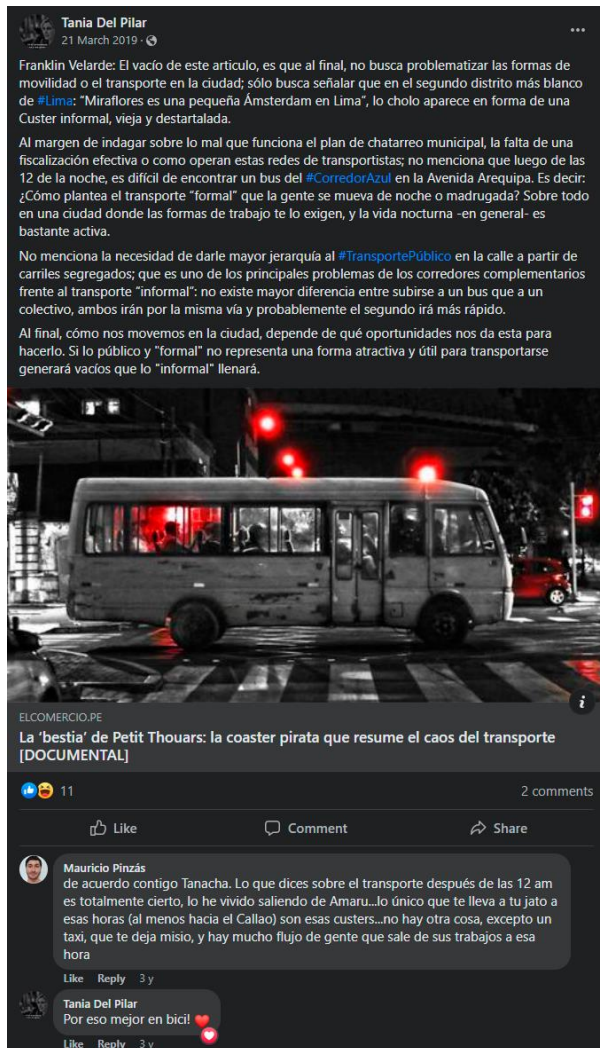 Tania Del Pilar
21 March 2019 ·
Franklin Velarde: El vacío de este articulo, es que al final, no busca problematizar las formas de
movilidad o el transporte en la ciudad; sólo busca señalar que en el segundo distrito más blanco
de #Lima: “Miraflores es una pequeña Ámsterdam en Lima”, lo cholo aparece en forma de una
Custer informal, vieja y destartalada.
Al margen de indagar sobre lo mal que funciona el plan de chatarreo municipal, la falta de una
fiscalización efectiva o como operan estas redes de transportistas; no menciona que luego de las
12 de la noche, es difícil de encontrar un bus del #CorredorAzul en la Avenida Arequipa. Es decir:
¿Cómo plantea el transporte “formal” que la gente se mueva de noche o madrugada? Sobre todo
en una ciudad donde las formas de trabajo te lo exigen, y la vida nocturna -en general- es
bastante activa.
No menciona la necesidad de darle mayor jerarquía al #TransportePúblico en la calle a partir de
carriles segregados; que es uno de los principales problemas de los corredores complementarios
frente al transporte “informal”: no existe mayor diferencia entre subirse a un bus que a un
colectivo, ambos irán por la misma vía y probablemente el segundo irá más rápido.
Al final, cómo nos movemos en la ciudad, depende de qué oportunidades nos da esta para
hacerlo. Si lo público y "formal" no representa una forma atractiva y útil para transportarse
generará vacíos que lo "informal" llenará.
ELCOMERCIO.PE
La ‘bestia’ de Petit Thouars: la coaster pirata que resume el caos del transporte
[DOCUMENTAL]
11
2 comments
Like
Comment
Share
Mauricio Pinzás
de acuerdo contigo Tanacha. Lo que dices sobre el transporte después de las 12 am
es totalmente cierto, lo he vivido saliendo de Amaru...lo único que te lleva a tu jato a
esas horas (al menos hacia el Callao) son esas custers...no hay otra cosa, excepto un
taxi, que te deja misio, y hay mucho flujo de gente que sale de sus trabajos a esa
hora
Like Reply 3 y
Tania Del Pilar
Por eso mejor en bici!
Like Reply 3 y